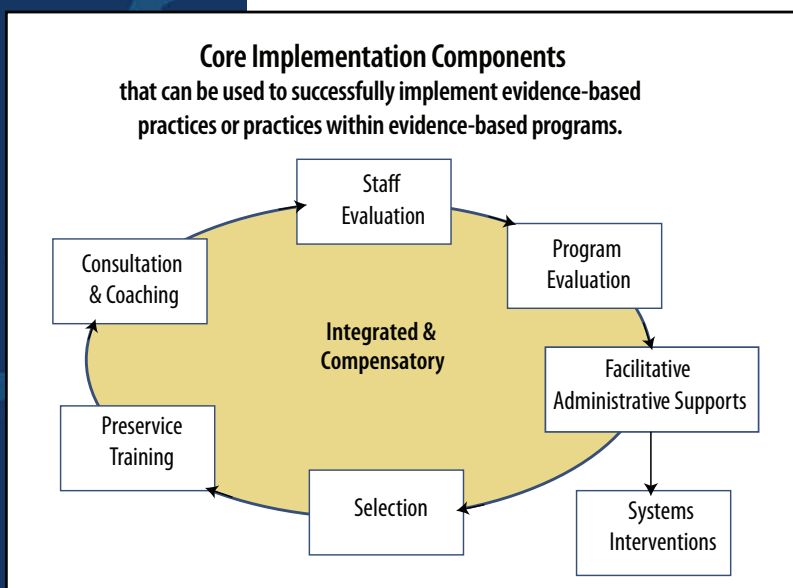 Core Implementation Components
that can be used to successfully implement evidence-based
practices or practices within evidence-based programs.
Staff
Evaluation
Program
Evaluation
Facilitative
Administrative Supports
Systems
Interventions
Selection
Preservice
Training
Consultation
& Coaching
Integrated &
Compensatory